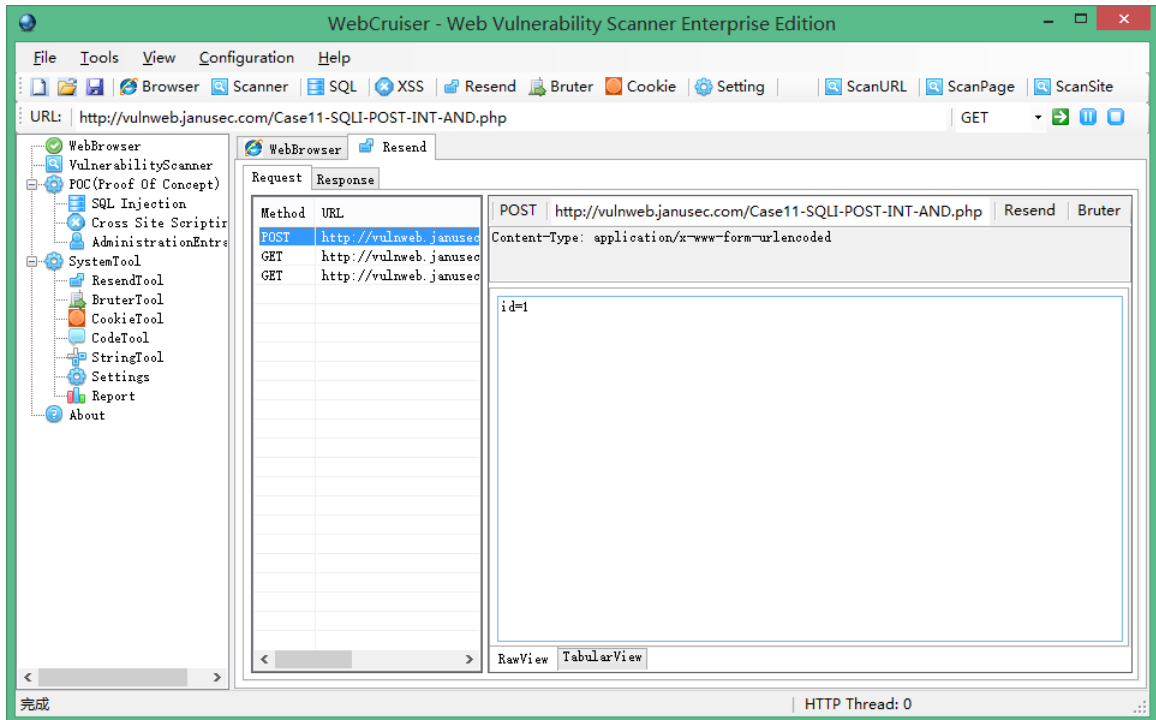 WebCruiser - Web Vulnerability Scanner Enterprise Edition
File Tools View Configuration Help
Browser Scanner SQL XSS Resend Bruter Cookie Setting ScanURL ScanPage ScanSite
URL: http://vulnweb.janusec.com/Case11-SQLI-POST-INT-AND.php GET
WebBrowser
VulnerabilityScanner
POC(Proof Of Concept)
SQL Injection
Cross Site Scriptir
AdministrationEntra
SystemTool
ResendTool
BruterTool
CookieTool
CodeTool
StringTool
Settings
Report
About
WebBrowser Resend
Request Response
Method URL
POST http://vulnweb.janusec
GET http://vulnweb.janusec
GET http://vulnweb.janusec
POST http://vulnweb.janusec.com/Case11-SQLI-POST-INT-AND.php Resend Bruter
Content-Type: application/x-www-form-urlencoded
id=1
RawView TabularView
完成 HTTP Thread: 0